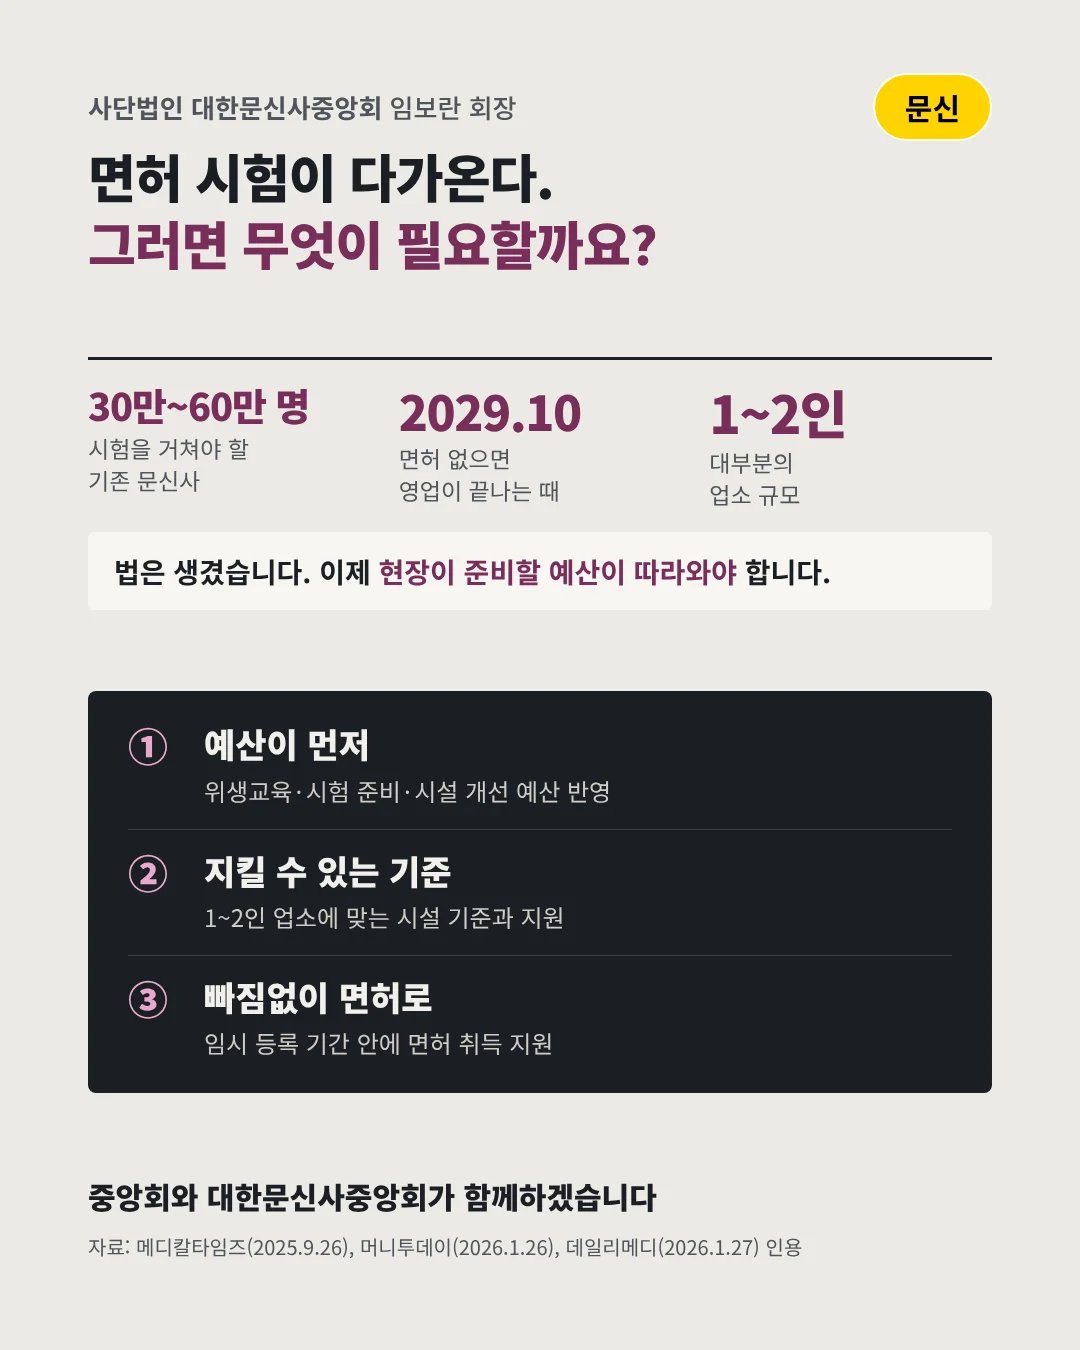 사단법인 대한문신사중앙회 임보란 회장
문신
면허 시험이 다가온다.
그러면 무엇이 필요할까요?
30만~60만 명
시험을 거쳐야 할
기존 문신사
2029.10
면허 없으면
영업이 끝나는 때
1~2인
대부분의
업소 규모
법은 생겼습니다. 이제 현장이 준비할 예산이 따라와야 합니다.
① 예산이 먼저
위생교육·시험 준비·시설 개선 예산 반영
② 지킬 수 있는 기준
1~2인 업소에 맞는 시설 기준과 지원
③ 빠짐없이 면허로
임시 등록 기간 안에 면허 취득 지원
중앙회와 대한문신사중앙회가 함께하겠습니다
자료: 메디칼타임즈(2025.9.26), 머니투데이(2026.1.26), 데일리메디(2026.1.27) 인용